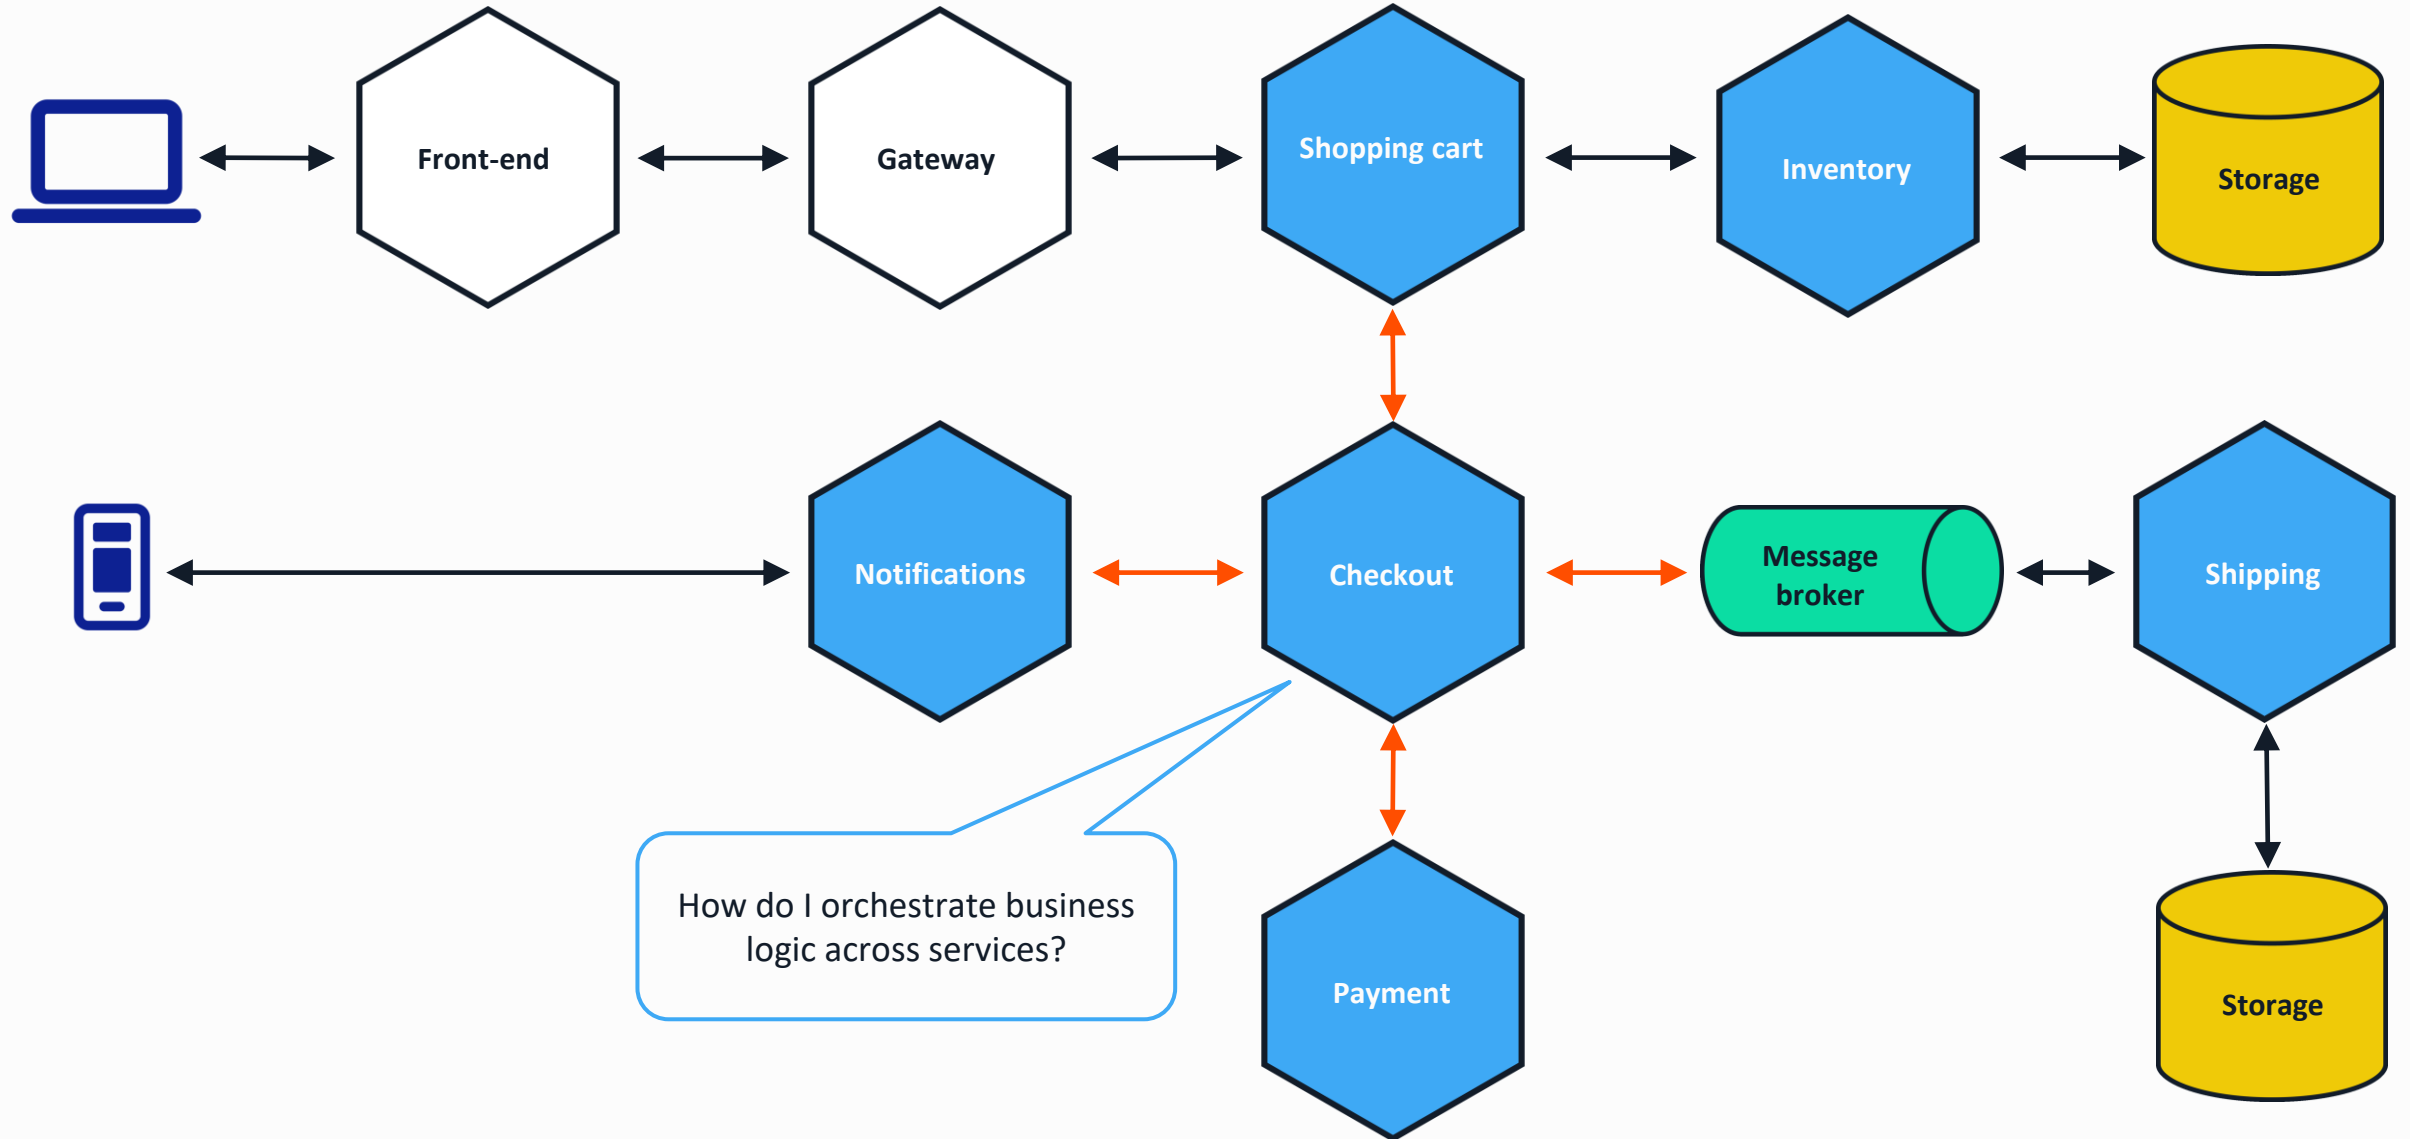 Front-end
Gateway
Shopping cart
Inventory
Storage
Notifications
Checkout
Message
broker
Shipping
How do I orchestrate business
logic across services?
Payment
Storage